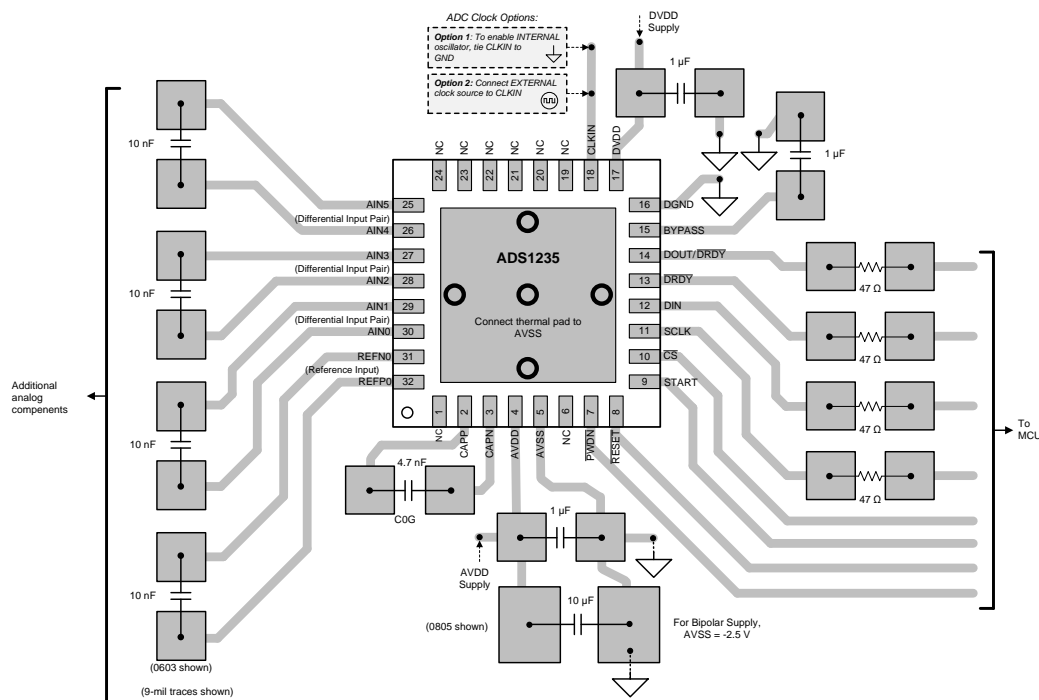 ADC Clock Options:
Option 1: To enable INTERNAL
oscillator, tie CLKIN to
GND
Option 2: Connect EXTERNAL
clock source to CLKIN
DVDD
Supply
1 µF
1 µF
10 nF
10 nF
10 nF
10 nF
NC
NC
NC
NC
NC
NC
CLKIN
DVDD
24
23
22
21
20
19
18
17
AIN5
25
(Differential Input Pair)
AIN4
26
AIN3
27
(Differential Input Pair)
AIN2
28
AIN1
29
(Differential Input Pair)
AIN0
30
REFN0
31
(Reference Input)
REFP0
32
ADS1235
Connect thermal pad to
AVSS
16
DGND
15
BYPASS
14
DOUT/DRDY
13
DRDY
12
DIN
11
SCLK
10
CS
9
START
47 Ω
47 Ω
47 Ω
47 Ω
1
2
3
4
5
6
7
8
NC
CAPP
CAPN
AVDD
AVSS
NC
PWDN
RESET
Additional
analog
compenents
To
MCU
4.7 nF
C0G
1 µF
AVDD
Supply
10 µF
(0805 shown)
For Bipolar Supply,
AVSS = -2.5 V
(0603 shown)
(9-mil traces shown)